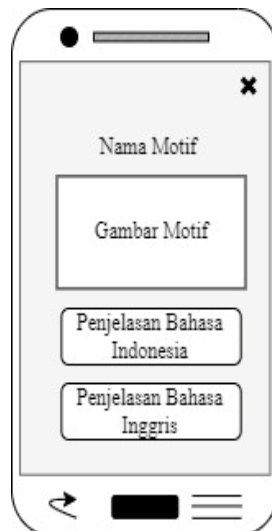 Nama Motif
Gambar Motif
Penjelasan Bahasa
Indonesia
Penjelasan Bahasa
Inggris